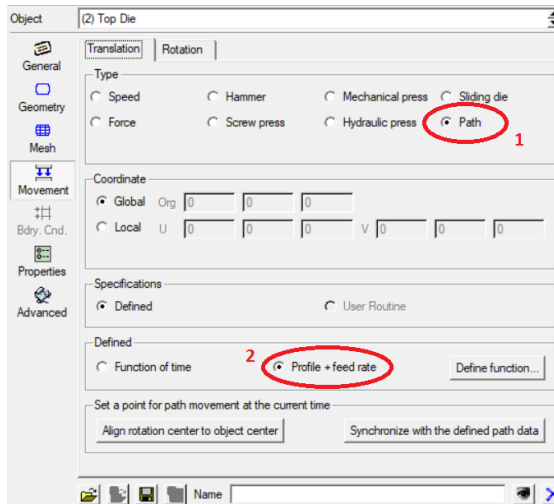 Object (2) Top Die
General
Geometry
Mesh
Movement
Bdry. Cnd.
Properties
Advanced
Translation Rotation
Type
Speed Hammer Mechanical press Sliding die
Force Screw press Hydraulic press Path
1
Coordinate
Global Org 0 0 0
Local U 0 0 0 V 0 0 0
Specifications
Defined User Routine
Defined
2
Function of time Profile + feed rate Define function...
Set a point for path movement at the current time
Align rotation center to object center Synchronize with the defined path data
Name